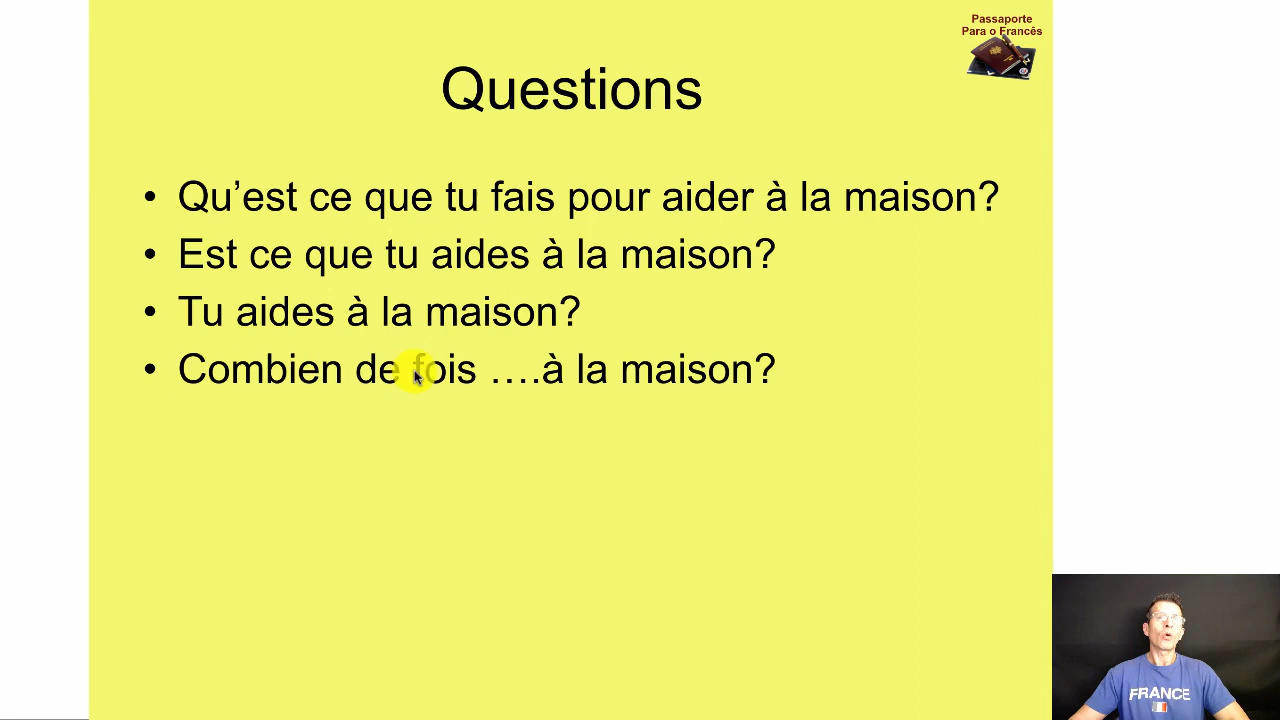 Passaporte
Para o Francês
Questions
• Qu’est ce que tu fais pour aider à la maison?
• Est ce que tu aides à la maison?
• Tu aides à la maison?
• Combien de fois ….à la maison?
FRANCE